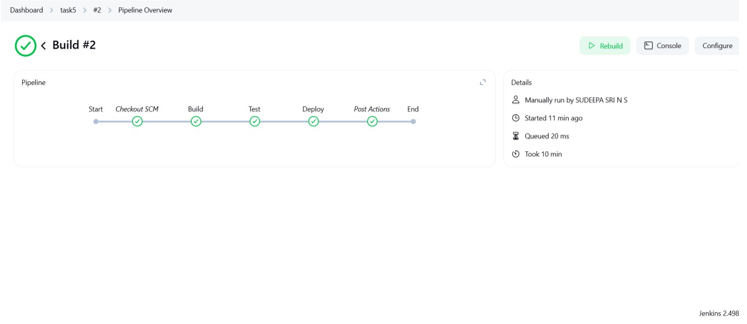 Dashboard > task5 > #2 > Pipeline Overview
Build #2
Rebuild
Console
Configure
Pipeline
Start Checkout SCM Build Test Deploy Post Actions End
Details
Manually run by SUDEEPA SRI N S
Started 11 min ago
Queued 20 ms
Took 10 min
Jenkins 2.498